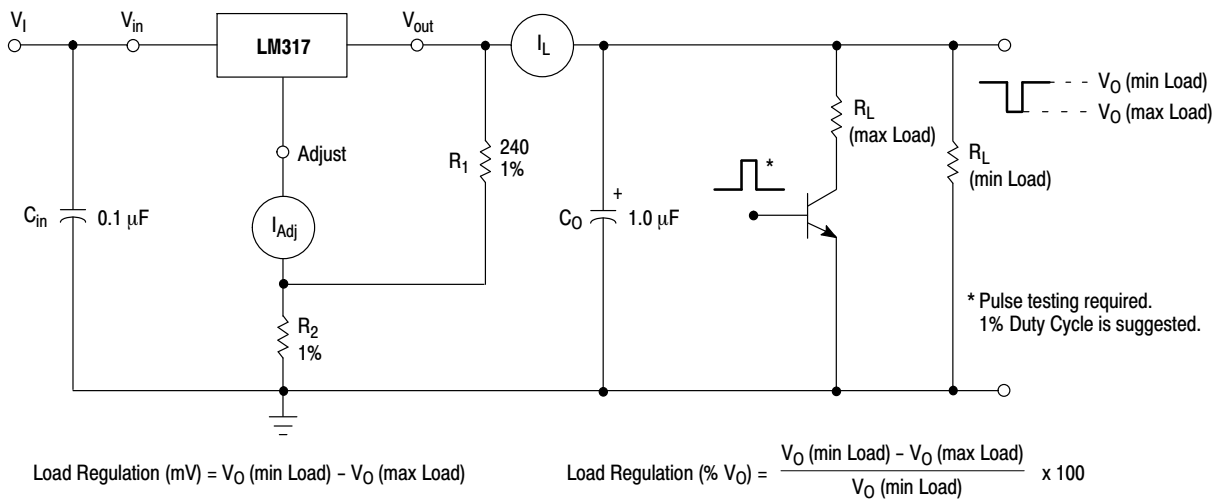 V_I
V_in
LM317
V_out
I_L
V_O (min Load)
V_O (max Load)
R_L
(max Load)
R_L
(min Load)
*
Adjust
R_1
240
1%
C_in
0.1 μF
I_Adj
+
C_O
1.0 μF
R_2
1%
* Pulse testing required.
1% Duty Cycle is suggested.
Load Regulation (mV) = V_O (min Load) – V_O (max Load)
Load Regulation (% V_O) = V_O (min Load) – V_O (max Load)
V_O (min Load)
x 100